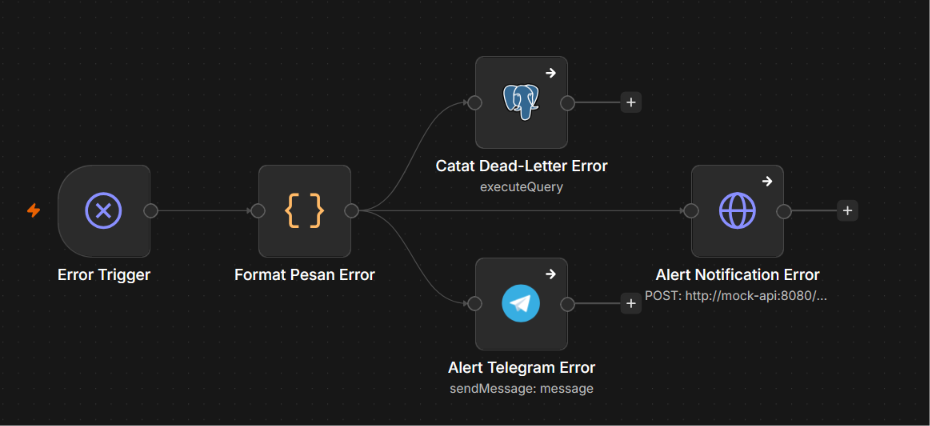 Catat Dead-Letter Error
executeQuery
Error Trigger
Format Pesan Error
Alert Notification Error
POST: http://mock-api:8080/...
Alert Telegram Error
sendMessage: message